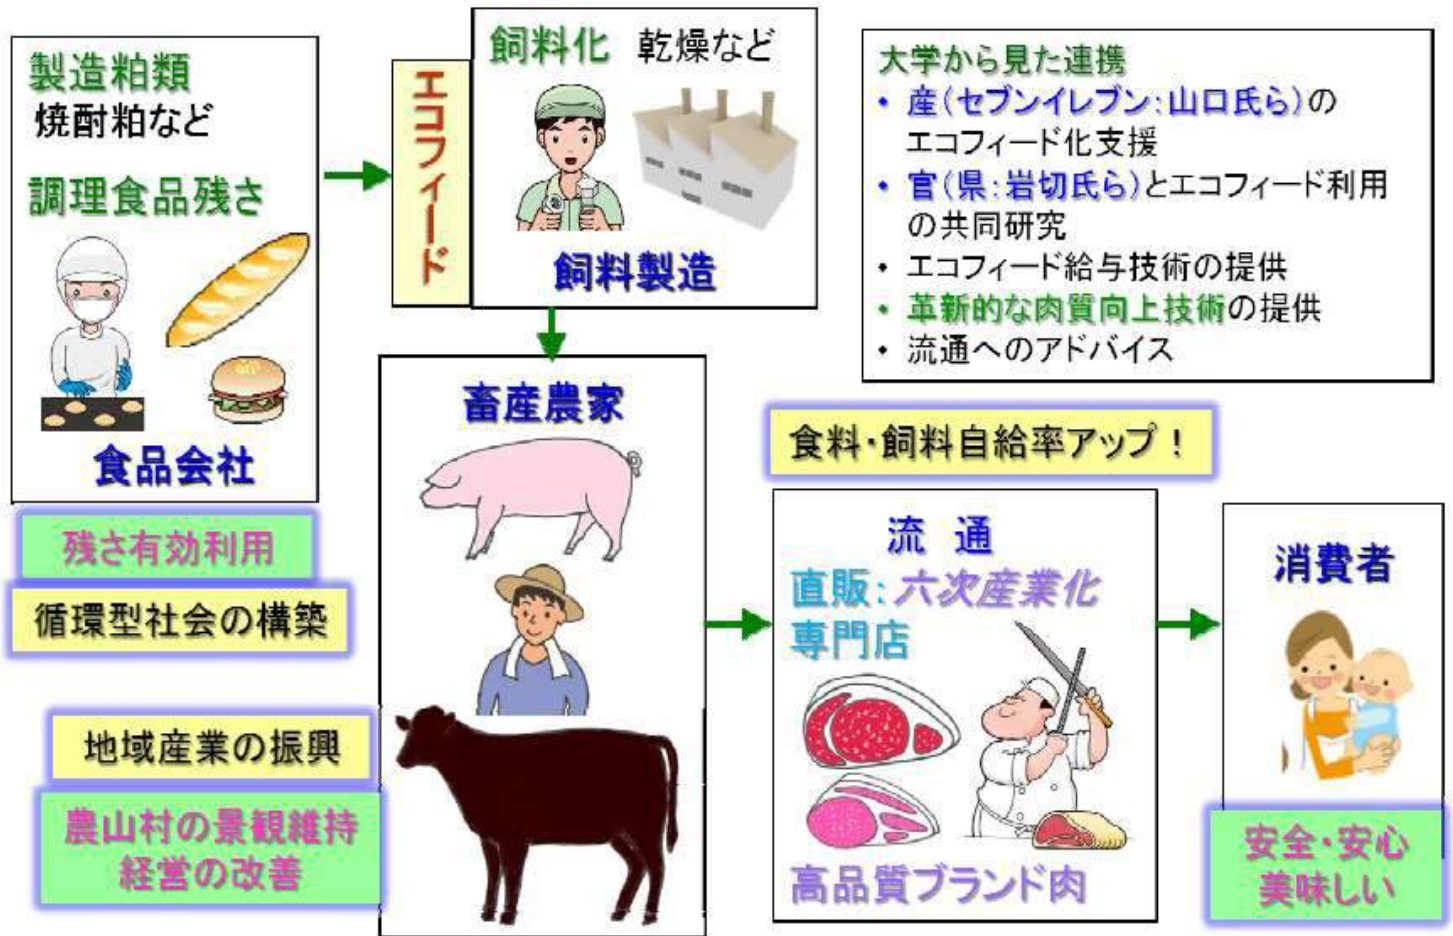 製造粕類
焼酎粕など
調理食品残さ
食品会社
エコフィード
飼料化 乾燥など
飼料製造
大学から見た連携
・ 産(セブンイレブン:山口氏ら)の
エコフィード化支援
・ 官(県:岩切氏ら)とエコフィード利用
の共同研究
・ エコフィード給与技術の提供
・ 革新的な肉質向上技術の提供
・ 流通へのアドバイス
残さ有効利用
循環型社会の構築
地域産業の振興
農山村の景観維持
経営の改善
畜産農家
食料・飼料自給率アップ!
流 通
直販:六次産業化
専門店
高品質ブランド肉
消費者
安全・安心
美味しい